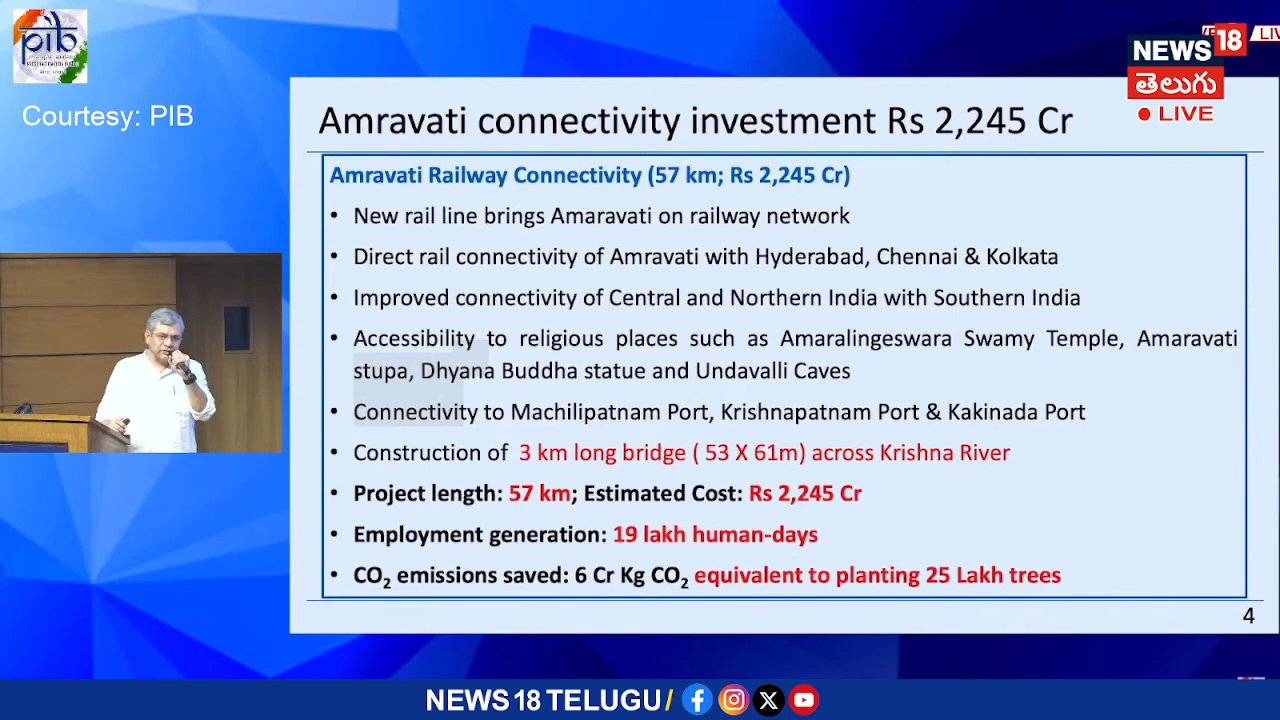 pib
Courtesy: PIB
NEWS 18
తెలుగు
LIVE
Amravati connectivity investment Rs 2,245 Cr
Amravati Railway Connectivity (57 km; Rs 2,245 Cr)
• New rail line brings Amaravati on railway network
• Direct rail connectivity of Amravati with Hyderabad, Chennai & Kolkata
• Improved connectivity of Central and Northern India with Southern India
• Accessibility to religious places such as Amaralingeswara Swamy Temple, Amaravati
stupa, Dhyana Buddha statue and Undavalli Caves
• Connectivity to Machilipatnam Port, Krishnapatnam Port & Kakinada Port
• Construction of 3 km long bridge ( 53 X 61m) across Krishna River
• Project length: 57 km; Estimated Cost: Rs 2,245 Cr
• Employment generation: 19 lakh human-days
• CO₂ emissions saved: 6 Cr Kg CO₂ equivalent to planting 25 Lakh trees
4
NEWS 18 TELUGU /